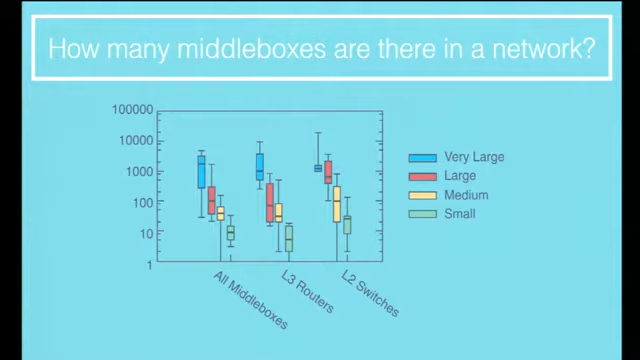 How many middleboxes are there in a network?
100000
10000
1000
100
10
1
All Middleboxes
L3 Routers
L2 Switches
Very Large
Large
Medium
Small